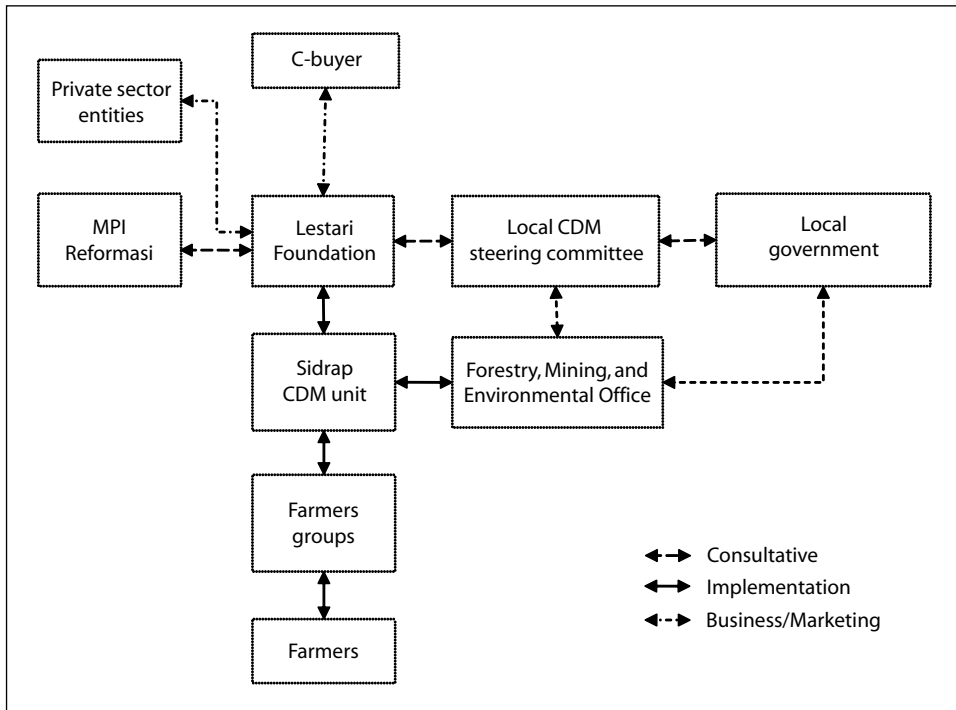 C-buyer
Private sector
entities
MPI
Reformasi
Lestari
Foundation
Local CDM
steering committee
Local
government
Sidrap
CDM unit
Forestry, Mining, and
Environmental Office
Farmers
groups
Farmers
Consultative
Implementation
Business/Marketing